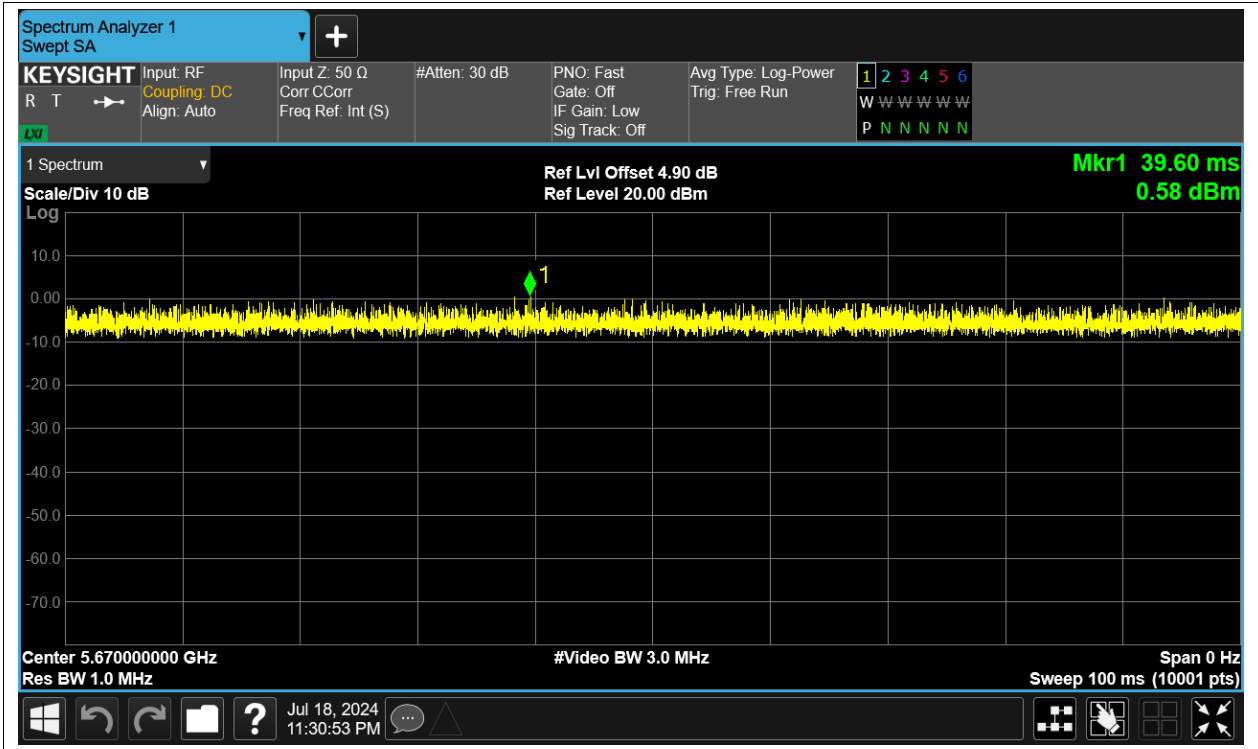 Spectrum Analyzer 1
Swept SA
KEYSIGHT
R T
LXI
Input: RF
Coupling: DC
Align: Auto
Input Z: 50 Ω
Corr CCorr
Freq Ref: Int (S)
#Atten: 30 dB
PNO: Fast
Gate: Off
IF Gain: Low
Sig Track: Off
Avg Type: Log-Power
Trig: Free Run
1 2 3 4 5 6
W W W W W W
P N N N N N
1 Spectrum
Scale/Div 10 dB
Ref Lvl Offset 4.90 dB
Ref Level 20.00 dBm
Mkr1 39.60 ms
0.58 dBm
Log
10.0
0.00
-10.0
-20.0
-30.0
-40.0
-50.0
-60.0
-70.0
1
Center 5.670000000 GHz
Res BW 1.0 MHz
#Video BW 3.0 MHz
Span 0 Hz
Sweep 100 ms (10001 pts)
?
Jul 18, 2024
11:30:53 PM